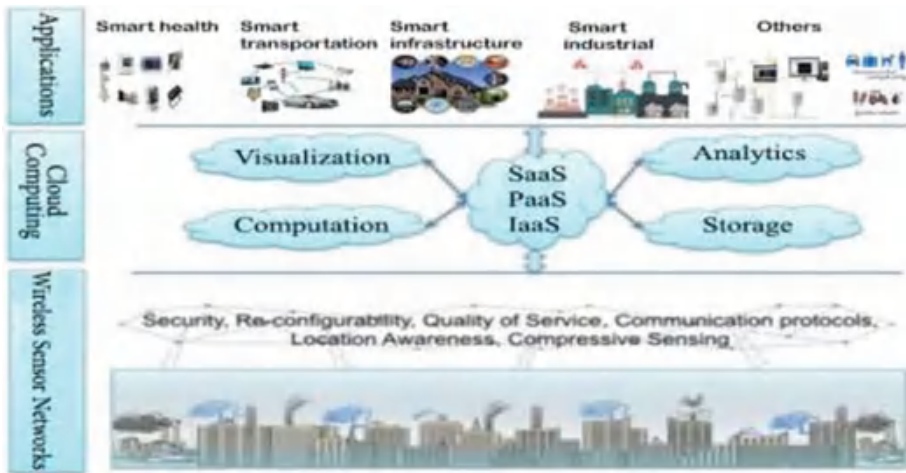 Applications
Smart health
Smart
transportation
Smart
infrastructure
Smart
industrial
Others
Cloud
Computing
Visualization
Computation
SaaS
PaaS
IaaS
Analytics
Storage
Wireless Sensor Networks
Security, Re-configurability, Quality of Service, Communication protocols,
Location Awareness, Compressive Sensing